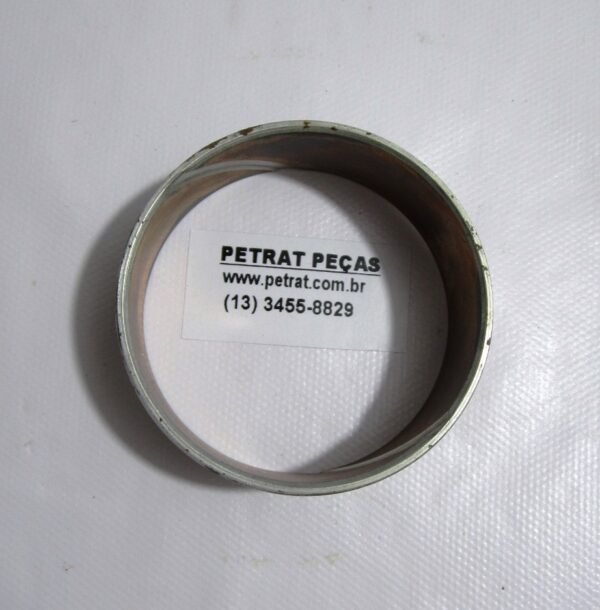 PETRAT PEÇAS
www.petrat.com.br
(13) 3455-8829